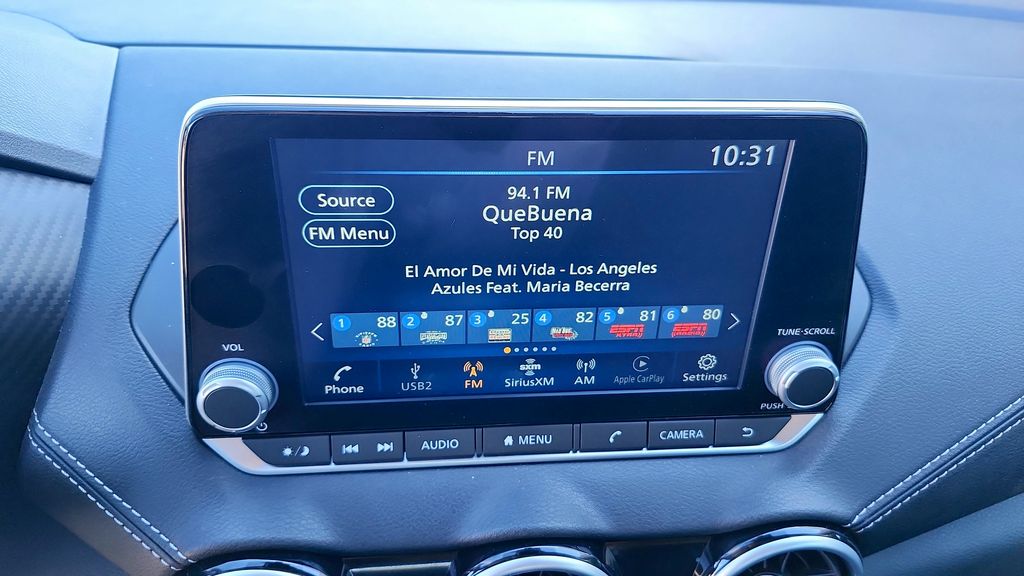 FM
10:31
Source
FM Menu
94.1 FM
QueBuena
Top 40
El Amor De Mi Vida - Los Angeles
Azules Feat. Maria Becerra
1 88 2 87 3 25 4 82 5 81 6 80
NFL
ESPN
ESPN
VOL
TUNE·SCROLL
PUSH
Phone
USB2
FM
sxm
SiriusXM
AM
Apple CarPlay
Settings
AUDIO
MENU
CAMERA